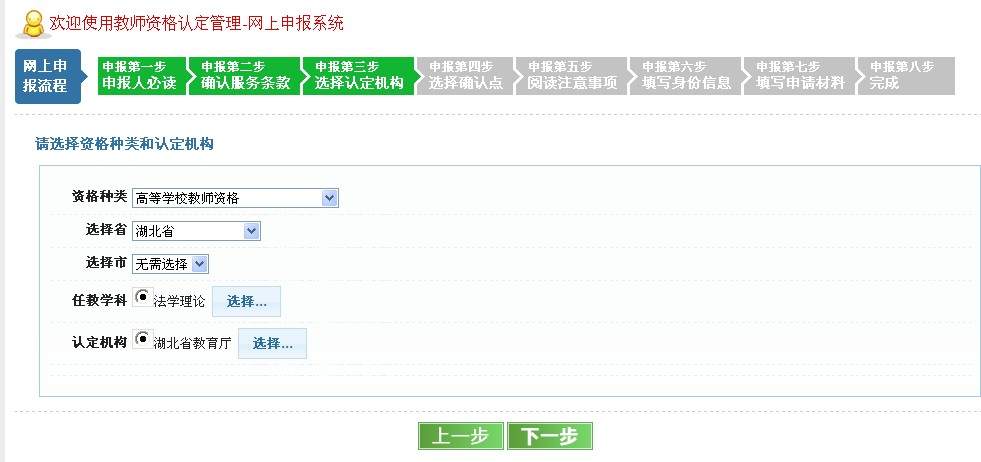 欢迎使用教师资格认定管理-网上申报系统
网上申
报流程
申报第一步
申报人必读
申报第二步
确认服务条款
申报第三步
选择认定机构
申报第四步
选择确认点
申报第五步
阅读注意事项
申报第六步
填写身份信息
申报第七步
填写申请材料
申报第八步
完成
请选择资格种类和认定机构
资格种类 高等学校教师资格
选择省 湖北省
选择市 无需选择
任教学科 法学理论 选择...
认定机构 湖北省教育厅 选择...
上一步 下一步